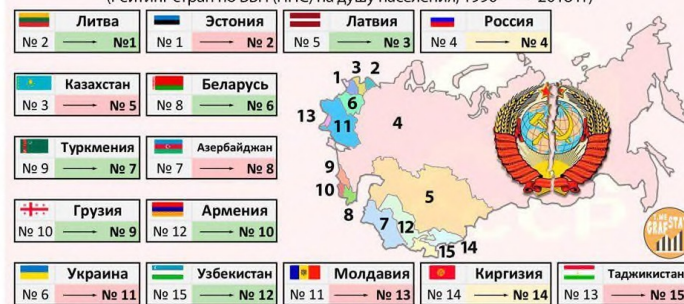 (Рейтинг стран по ВВП (ППС) на душу населения) 1990 2018 гг)
Литва
№ 2 → №1
Эстония
№ 1 → № 2
Латвия
№ 5 → № 3
Россия
№ 4 → № 4
Казахстан
№ 3 → № 5
Беларусь
№ 8 → № 6
Туркмения
№ 9 → № 7
Азербайджан
№ 7 → № 8
Грузия
№ 10 → № 9
Армения
№ 12 → № 10
Украина
№ 6 → № 11
Узбекистан
№ 15 → № 12
Молдавия
№ 11 → № 13
Киргизия
№ 14 → № 14
Таджикистан
№ 13 → № 15
1
3
2
6
13
11
4
9
10
8
5
7
12
15
14
GRAFSTAT